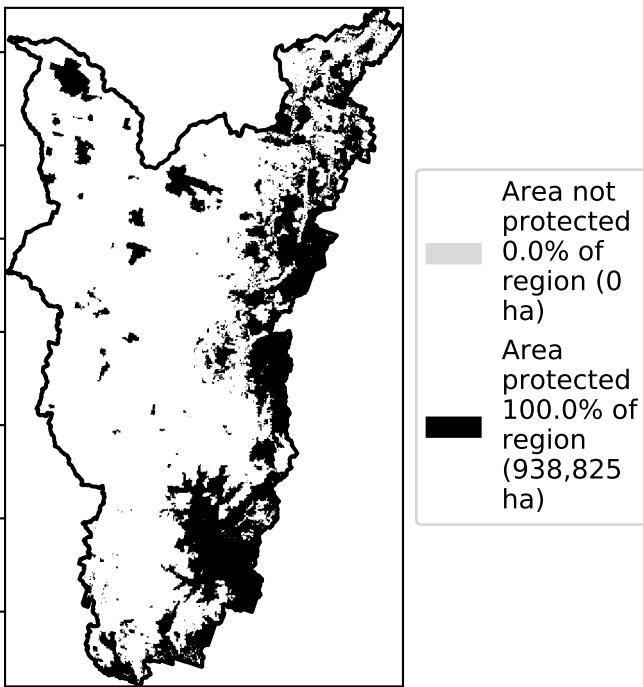 Area not
protected
0.0% of
region (0
ha)
Area
protected
100.0% of
region
(938,825
ha)